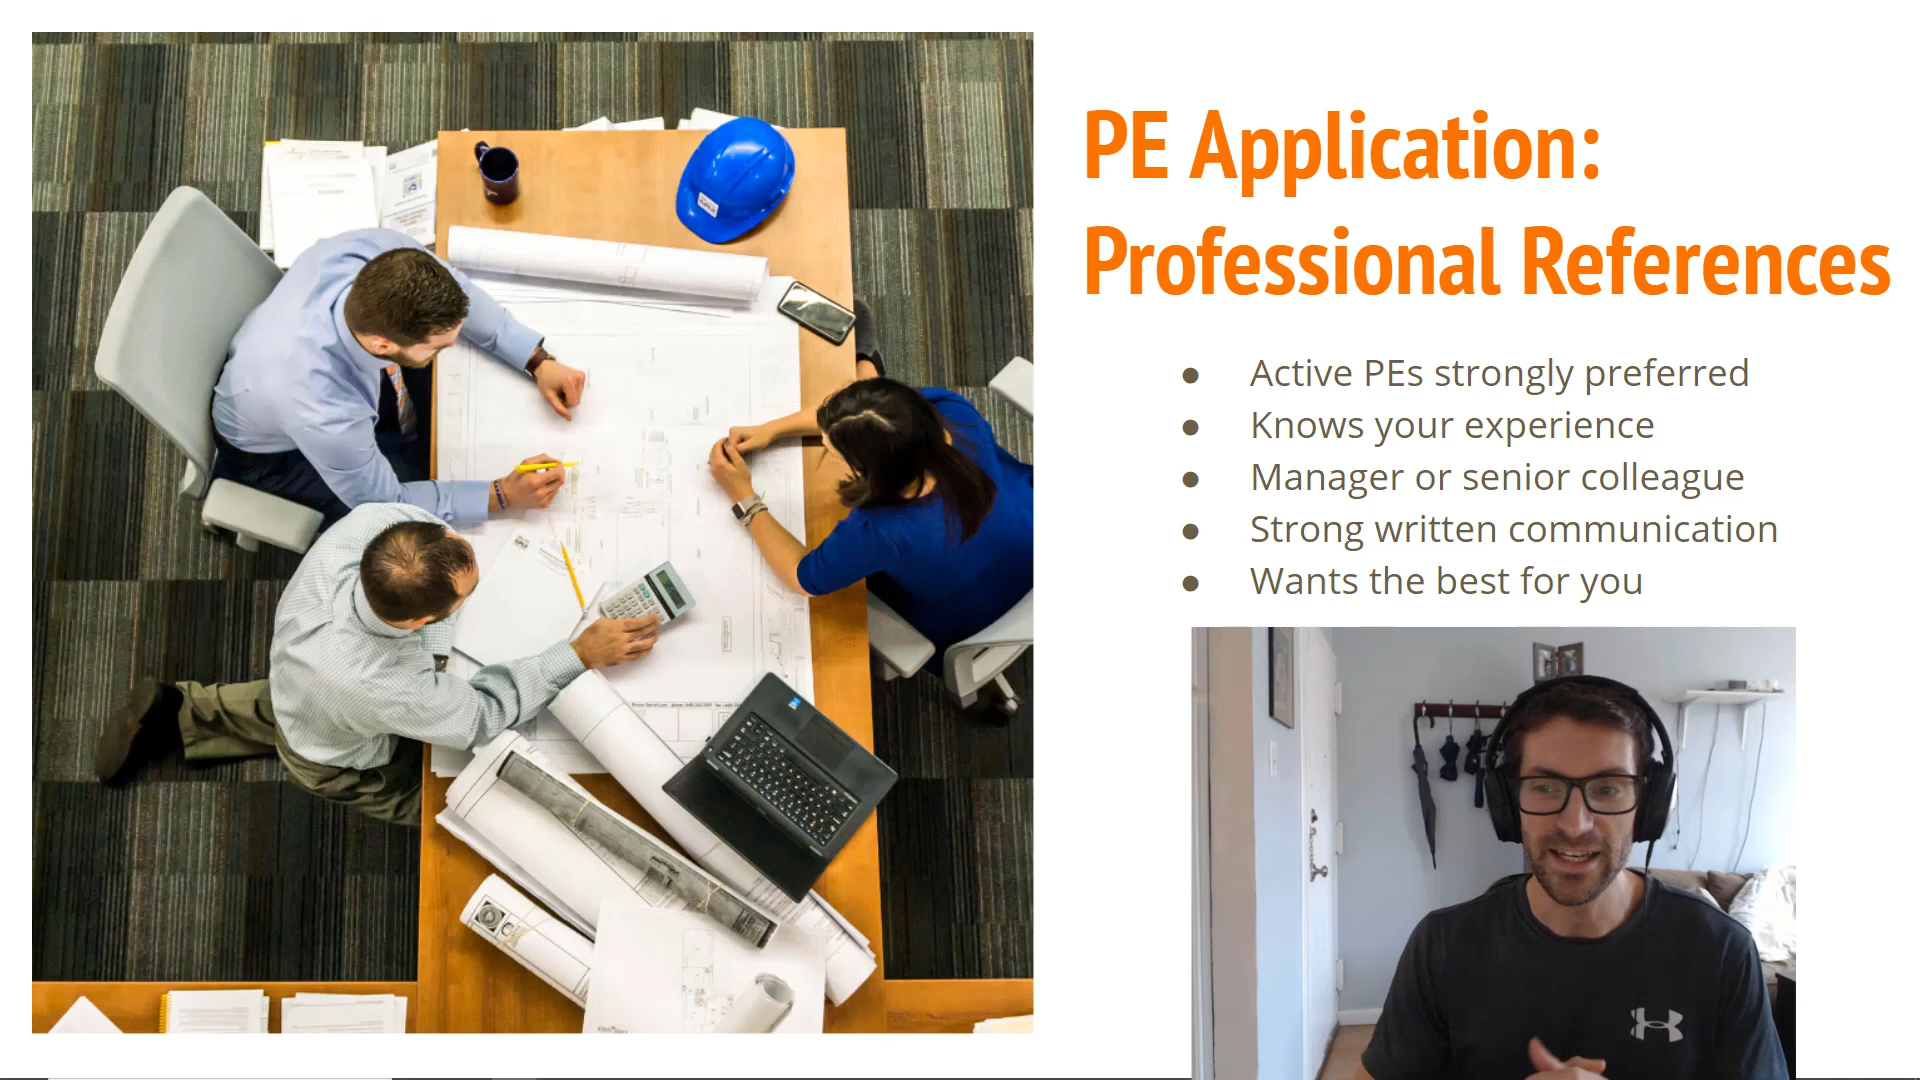 PE Application:
Professional References
● Active PEs strongly preferred
● Knows your experience
● Manager or senior colleague
● Strong written communication
● Wants the best for you